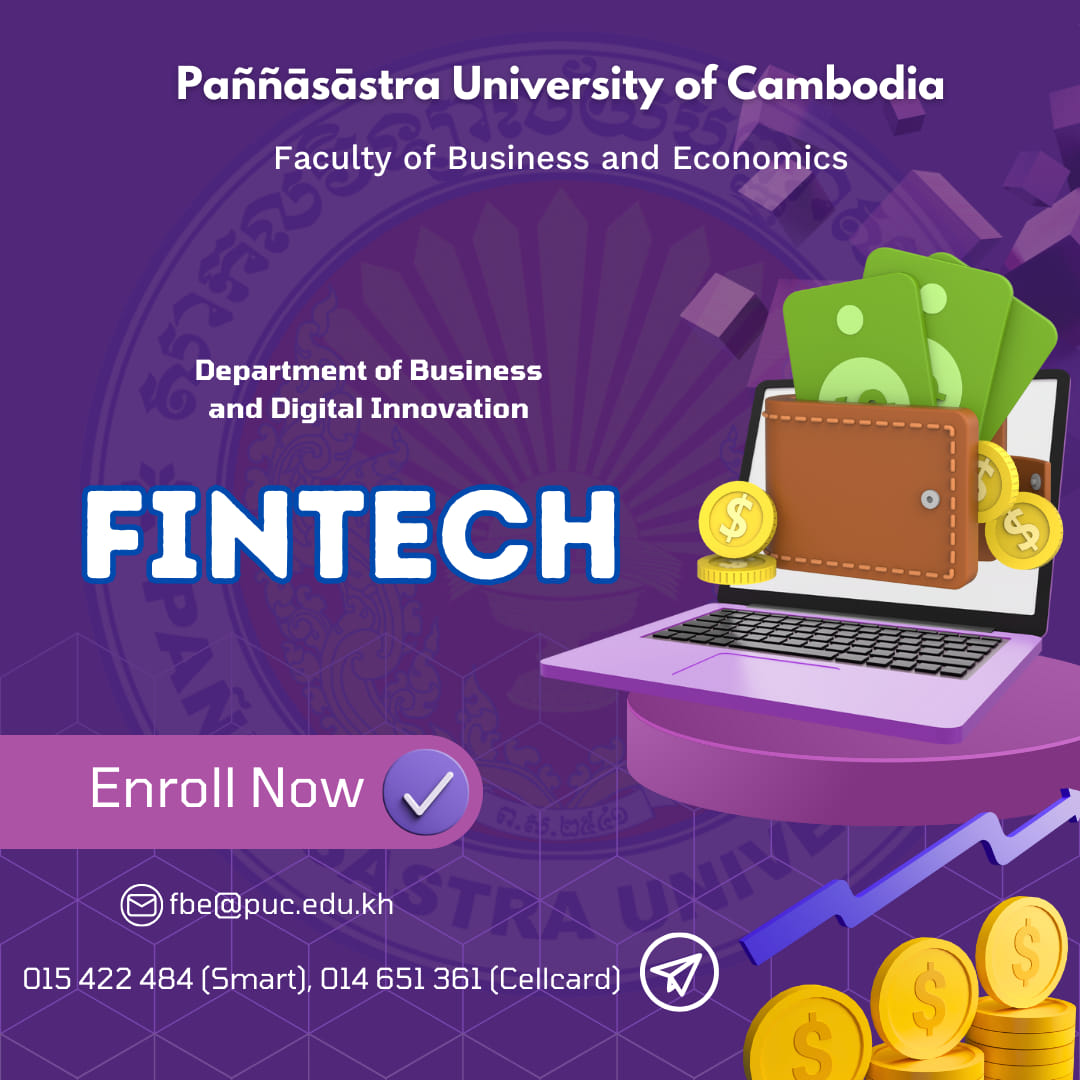 Paññāsāstra University of Cambodia
Faculty of Business and Economics
Department of Business
and Digital Innovation
FINTECH
Enroll Now
fbe@puc.edu.kh
015 422 484 (Smart), 014 651 361 (Cellcard)